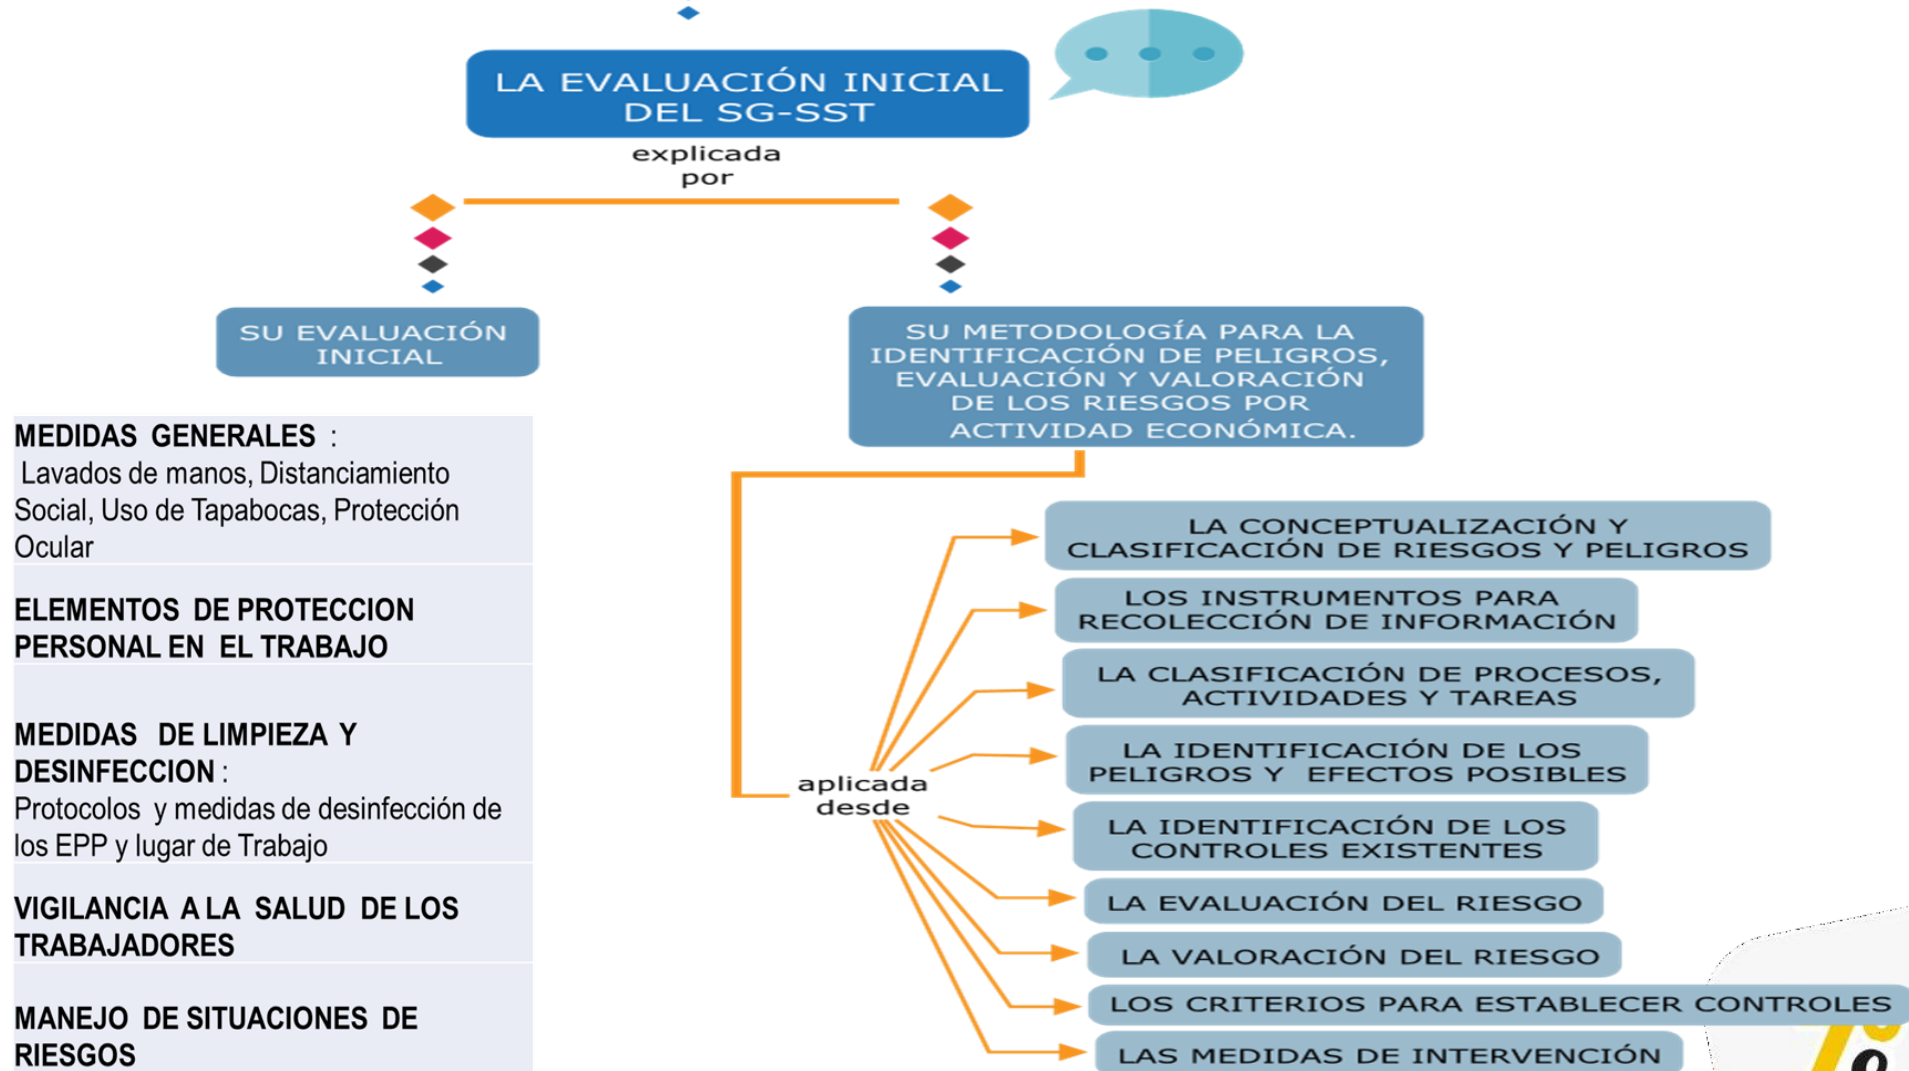 LA EVALUACIÓN INICIAL
DEL SG-SST
explicada
por
SU EVALUACIÓN
INICIAL
SU METODOLOGÍA PARA LA
IDENTIFICACIÓN DE PELIGROS,
EVALUACIÓN Y VALORACIÓN
DE LOS RIESGOS POR
ACTIVIDAD ECONÓMICA.
MEDIDAS GENERALES :
Lavados de manos, Distanciamiento
Social, Uso de Tapabocas, Protección
Ocular
ELEMENTOS DE PROTECCION
PERSONAL EN EL TRABAJO
MEDIDAS DE LIMPIEZA Y
DESINFECCION :
Protocolos y medidas de desinfección de
los EPP y lugar de Trabajo
VIGILANCIA A LA SALUD DE LOS
TRABAJADORES
MANEJO DE SITUACIONES DE
RIESGOS
aplicada
desde
LA CONCEPTUALIZACIÓN Y
CLASIFICACIÓN DE RIESGOS Y PELIGROS
LOS INSTRUMENTOS PARA
RECOLECCIÓN DE INFORMACIÓN
LA CLASIFICACIÓN DE PROCESOS,
ACTIVIDADES Y TAREAS
LA IDENTIFICACIÓN DE LOS
PELIGROS Y EFECTOS POSIBLES
LA IDENTIFICACIÓN DE LOS
CONTROLES EXISTENTES
LA EVALUACIÓN DEL RIESGO
LA VALORACIÓN DEL RIESGO
LOS CRITERIOS PARA ESTABLECER CONTROLES
LAS MEDIDAS DE INTERVENCIÓN